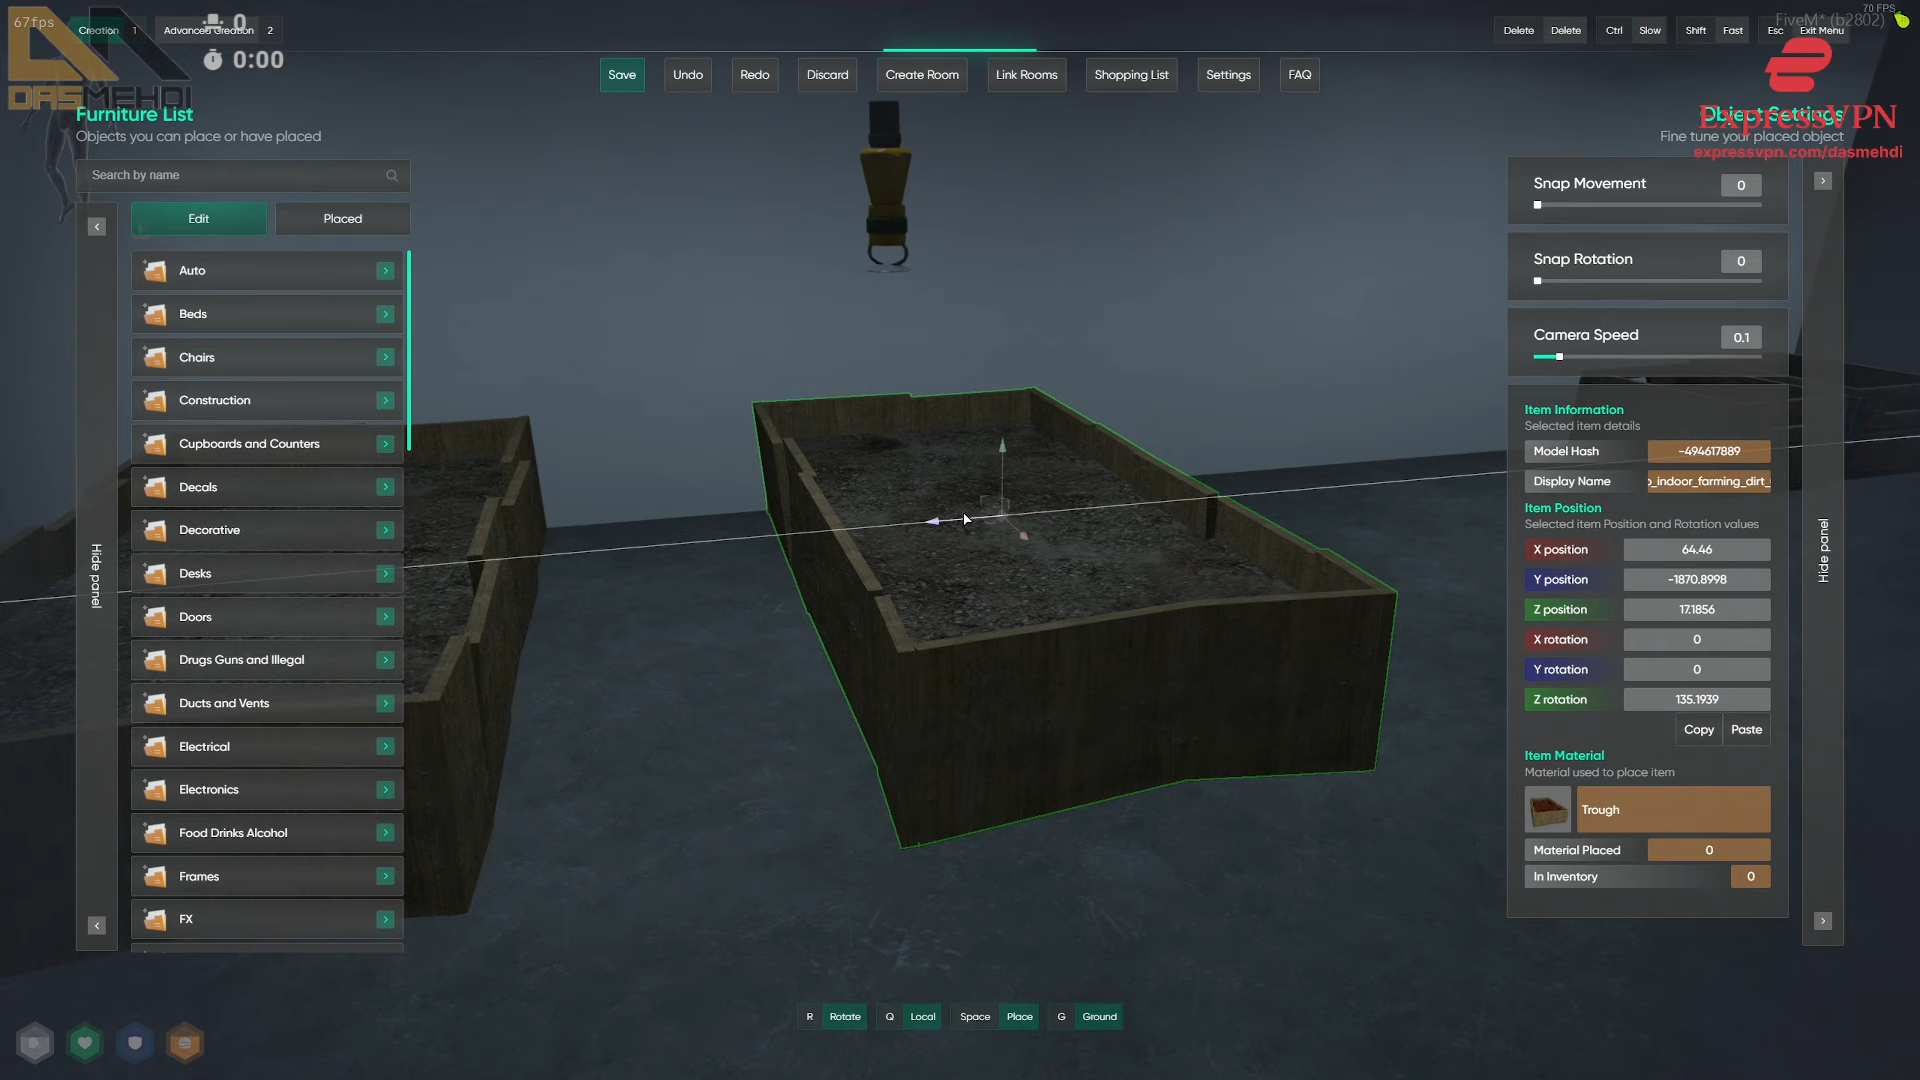 67fps
Creation 1
Advanced Creation 2
0
0:00
DASMEHDI
Delete Delete
Ctrl Slow
Shift Fast
Esc Exit Menu
70 FPS
FiveM* (b2802)
Save
Undo
Redo
Discard
Create Room
Link Rooms
Shopping List
Settings
FAQ
Furniture List
Objects you can place or have placed
Search by name
Edit
Placed
Auto
Beds
Chairs
Construction
Cupboards and Counters
Decals
Decorative
Desks
Doors
Drugs Guns and Illegal
Ducts and Vents
Electrical
Electronics
Food Drinks Alcohol
Frames
FX
Hide panel
Object Settings
Fine tune your placed object
ExpressVPN
expressvpn.com/dasmehdi
Snap Movement 0
Snap Rotation 0
Camera Speed 0.1
Item Information
Selected item details
Model Hash -494617889
Display Name _indoor_farming_dirt_
Item Position
Selected item Position and Rotation values
X position 64.46
Y position -1870.8998
Z position 17.1856
X rotation 0
Y rotation 0
Z rotation 135.1939
Copy Paste
Item Material
Material used to place item
Trough
Material Placed 0
In Inventory 0
Hide panel
R Rotate
Q Local
Space Place
G Ground